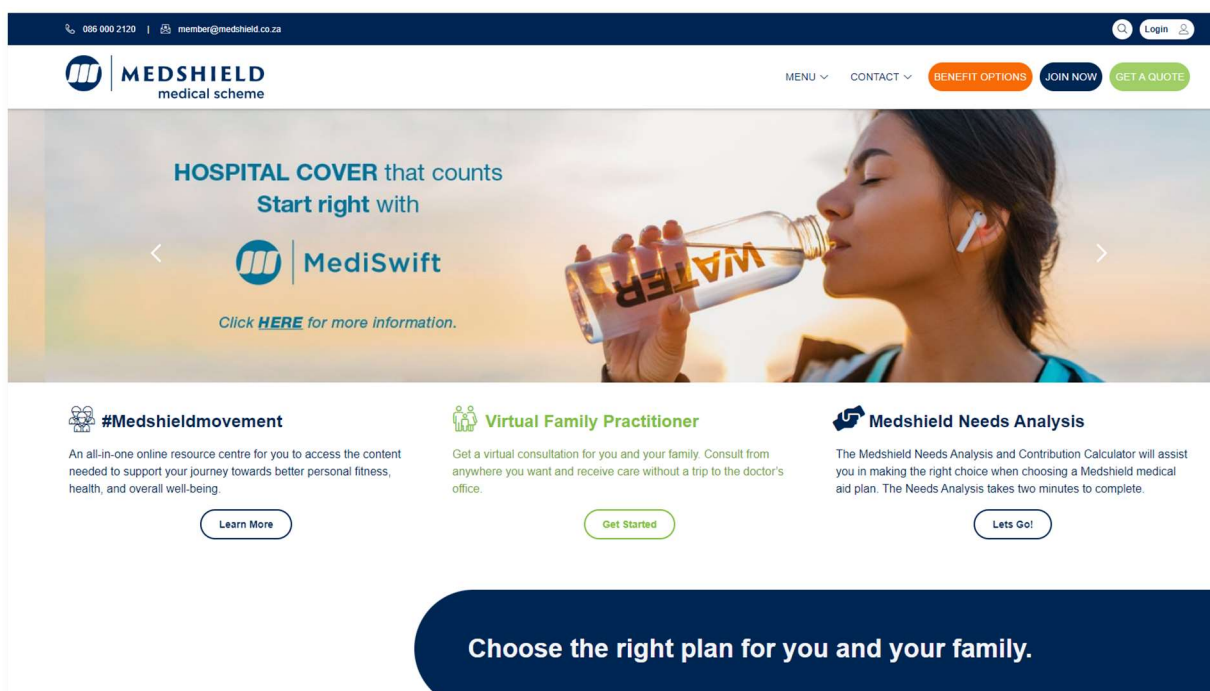 086 000 2120 | member@medshield.co.za
Login
MEDSHIELD
medical scheme
MENU CONTACT BENEFIT OPTIONS JOIN NOW GET A QUOTE
HOSPITAL COVER that counts
Start right with
MediSwift
Click HERE for more information.
WATER
#Medshieldmovement
An all-in-one online resource centre for you to access the content
needed to support your journey towards better personal fitness,
health, and overall well-being.
Learn More
Virtual Family Practitioner
Get a virtual consultation for you and your family. Consult from
anywhere you want and receive care without a trip to the doctor's
office.
Get Started
Medshield Needs Analysis
The Medshield Needs Analysis and Contribution Calculator will assist
you in making the right choice when choosing a Medshield medical
aid plan. The Needs Analysis takes two minutes to complete.
Lets Go!
Choose the right plan for you and your family.